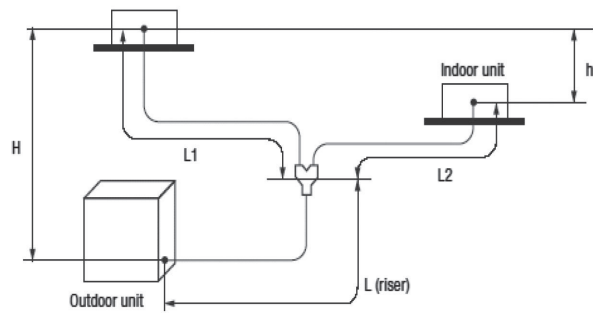 Indoor unit
h
H
L1
L2
L (riser)
Outdoor unit